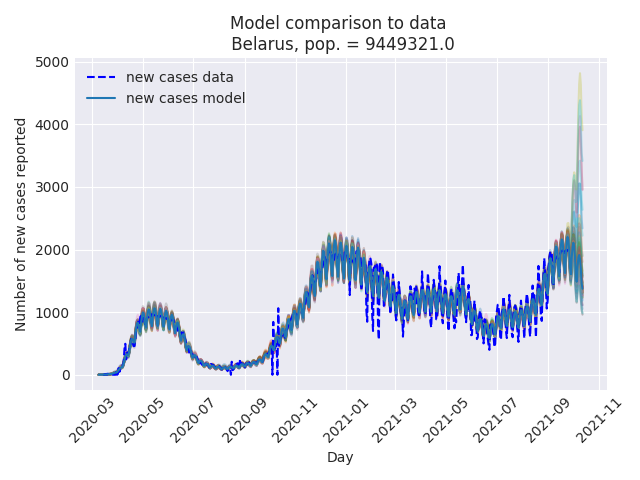 Model comparison to data
Belarus, pop. = 9449321.0
5000
4000
3000
2000
1000
0
Number of new cases reported
new cases data
new cases model
2020-03
2020-05
2020-07
2020-09
2020-11
2021-01
2021-03
2021-05
2021-07
2021-09
2021-11
Day